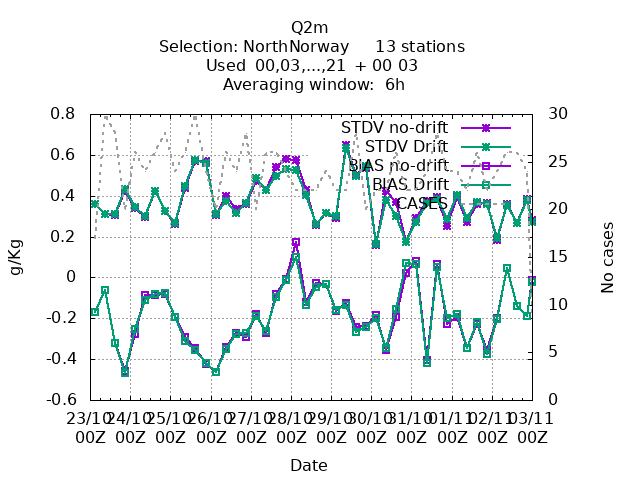 Q2m
Selection: NorthNorway 13 stations
Used 00,03,...,21 + 00 03
Averaging window: 6h
0.8
0.6
0.4
0.2
0
-0.2
-0.4
-0.6
g/Kg
30
25
20
15
10
5
0
No cases
STDV no-drift
STDV Drift
BIAS no-drift
BIAS Drift
CASES
23/10 24/10 25/10 26/10 27/10 28/10 29/10 30/10 31/10 01/11 02/11 03/11
00Z 00Z 00Z 00Z 00Z 00Z 00Z 00Z 00Z 00Z 00Z 00Z
Date